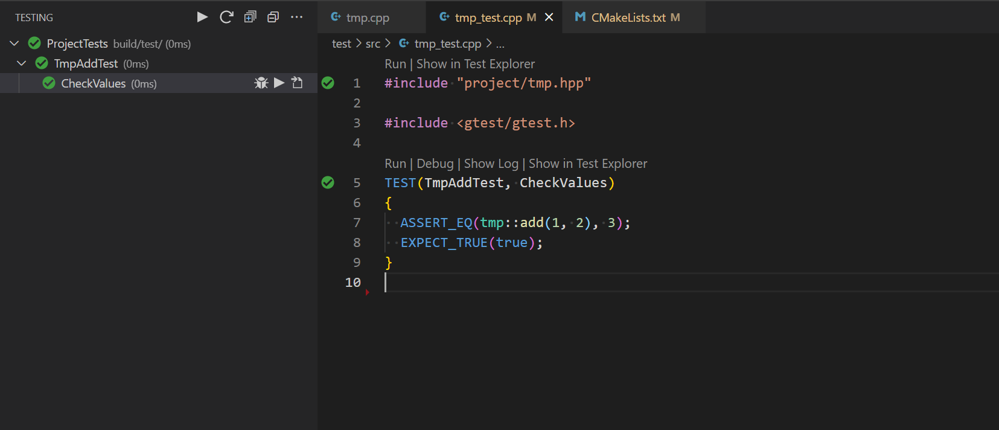 TESTING
ProjectTests build/test/ (0ms)
TmpAddTest (0ms)
CheckValues (0ms)
tmp.cpp
tmp_test.cpp M
CMakeLists.txt M
test > src > tmp_test.cpp > ...
Run | Show in Test Explorer
1 #include "project/tmp.hpp"
2
3 #include <gtest/gtest.h>
4
Run | Debug | Show Log | Show in Test Explorer
5 TEST(TmpAddTest, CheckValues)
6 {
7 ASSERT_EQ(tmp::add(1, 2), 3);
8 EXPECT_TRUE(true);
9 }
10